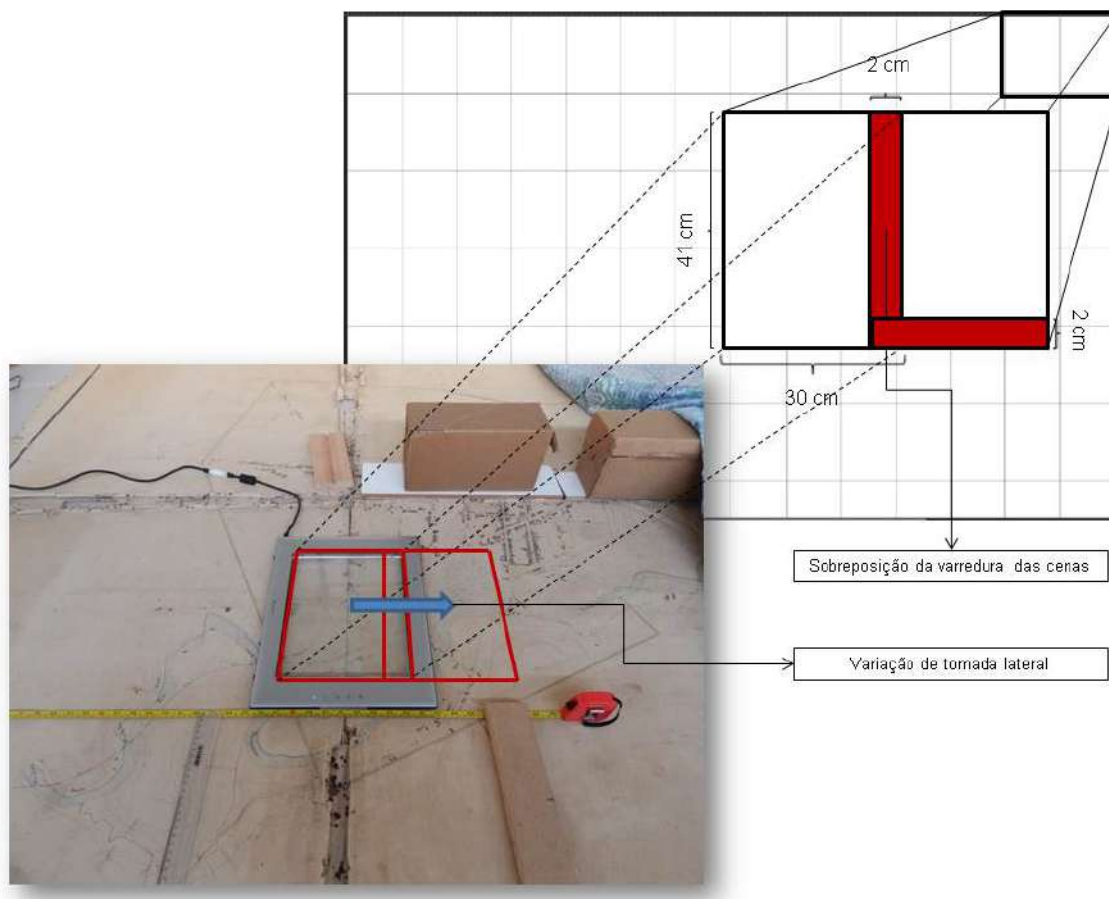 2 cm
41 cm
2 cm
30 cm
Sobreposição da varredura das cenas
Variação de tomada lateral